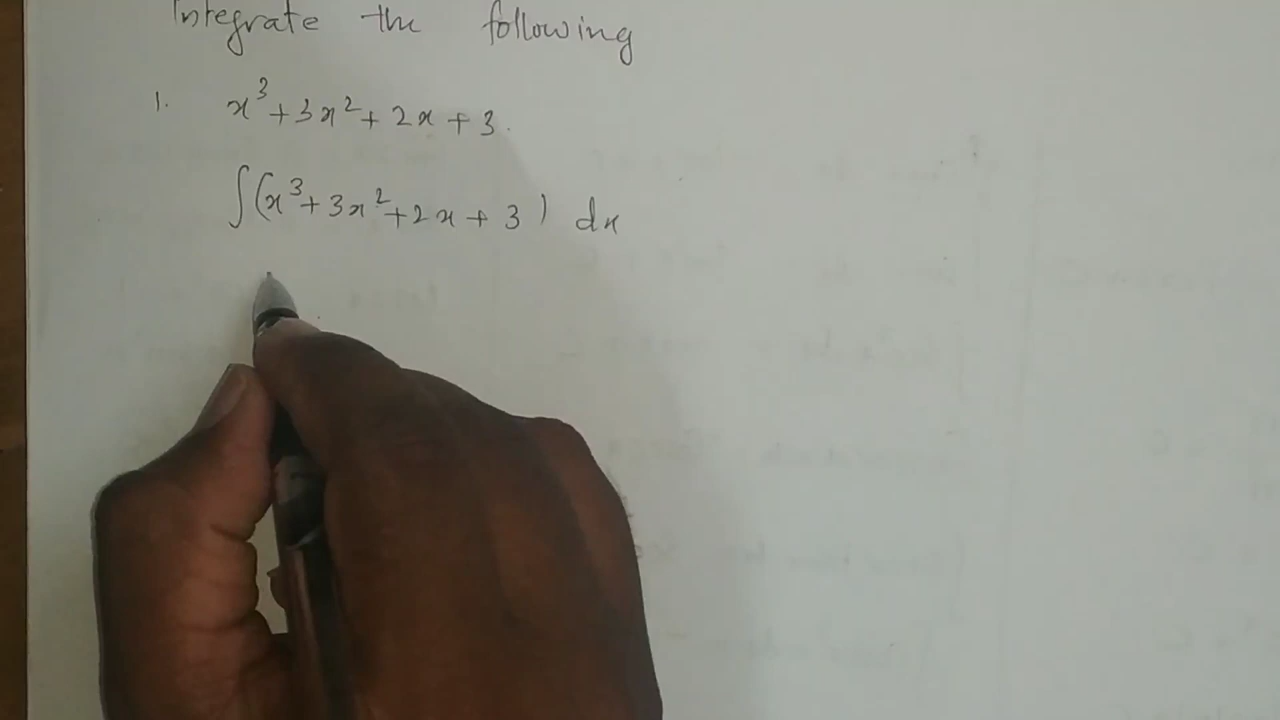 Integrate the following
1. x³+3x²+2x+3.
∫(x³+3x²+2x+3) dx